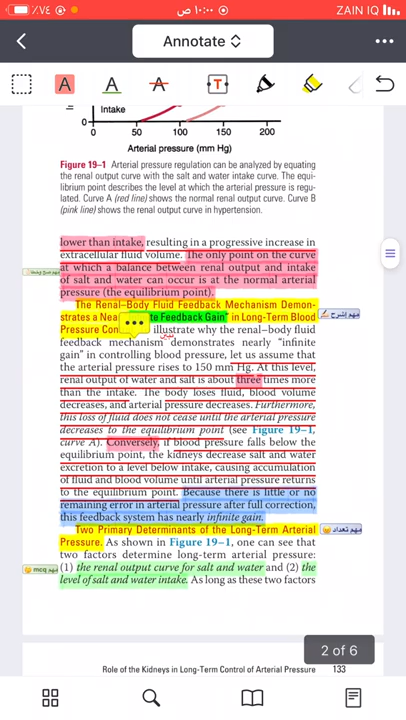 ٪٧٤ ١٠:٠٠ ص ZAIN IQ
Annotate
T
Intake
0
0 50 100 150 200
Arterial pressure (mm Hg)
Figure 19–1 Arterial pressure regulation can be analyzed by equating
the renal output curve with the salt and water intake curve. The equi-
librium point describes the level at which the arterial pressure is regu-
lated. Curve A (red line) shows the normal renal output curve. Curve B
(pink line) shows the renal output curve in hypertension.
lower than intake, resulting in a progressive increase in
extracellular fluid volume. The only point on the curve
at which a balance between renal output and intake
of salt and water can occur is at the normal arterial
pressure (the equilibrium point).
The Renal–Body Fluid Feedback Mechanism Demon-
strates a Nea te Feedback Gain" in Long-Term Blood
مهم إشرح
Pressure Con illustrate why the renal–body fluid
feedback mechanism demonstrates nearly “infinite
gain” in controlling blood pressure, let us assume that
the arterial pressure rises to 150 mm Hg. At this level,
renal output of water and salt is about three times more
than the intake. The body loses fluid, blood volume
decreases, and arterial pressure decreases. Furthermore,
this loss of fluid does not cease until the arterial pressure
decreases to the equilibrium point (see Figure 19–1,
curve A). Conversely, if blood pressure falls below the
equilibrium point, the kidneys decrease salt and water
excretion to a level below intake, causing accumulation
of fluid and blood volume until arterial pressure returns
to the equilibrium point. Because there is little or no
remaining error in arterial pressure after full correction,
this feedback system has nearly infinite gain.
Two Primary Determinants of the Long-Term Arterial
مهم تعداد
Pressure. As shown in Figure 19–1, one can see that
two factors determine long-term arterial pressure:
مهم mcq
(1) the renal output curve for salt and water and (2) the
level of salt and water intake. As long as these two factors
2 of 6
Role of the Kidneys in Long-Term Control of Arterial Pressure 133